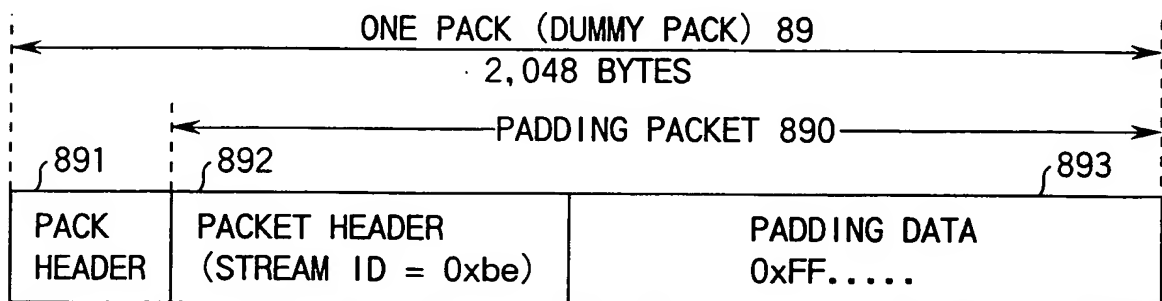 ONE PACK (DUMMY PACK) 89
2,048 BYTES
PADDING PACKET 890
891
892
893
PACK
HEADER
PACKET HEADER
(STREAM ID = 0xbe)
PADDING DATA
0xFF.....